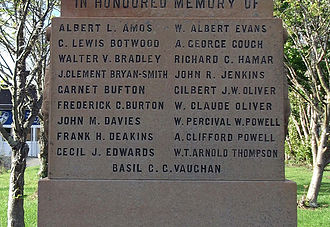 IN HONOURED MEMORY OF
ALBERT L. AMOS W. ALBERT EVANS
C. LEWIS BOTWOOD A. GEORGE GOUGH
WALTER V. BRADLEY RICHARD C. HAMAR
J. CLEMENT BRYAN-SMITH JOHN R. JENKINS
GARNET BUFTON GILBERT J.W. OLIVER
FREDERICK C. BURTON W. CLAUDE OLIVER
JOHN M. DAVIES W. PERCIVAL W. POWELL
FRANK H. DEAKINS A. CLIFFORD POWELL
CECIL J. EDWARDS W.T. ARNOLD THOMPSON
BASIL C. C. VAUGHAN